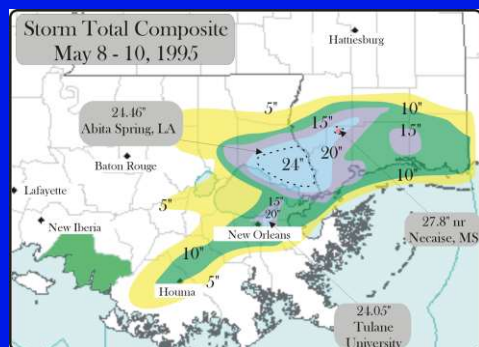 Storm Total Composite
May 8 - 10, 1995
Hattiesburg
24.46"
Abita Spring, LA
5"
10"
15"
15"
20"
24"
Baton Rouge
10"
Lafayette
5"
15"
20"
New Iberia
New Orleans
27.8" nr
Necaise, MS
10"
5"
Houma
24.05"
Tulane
University